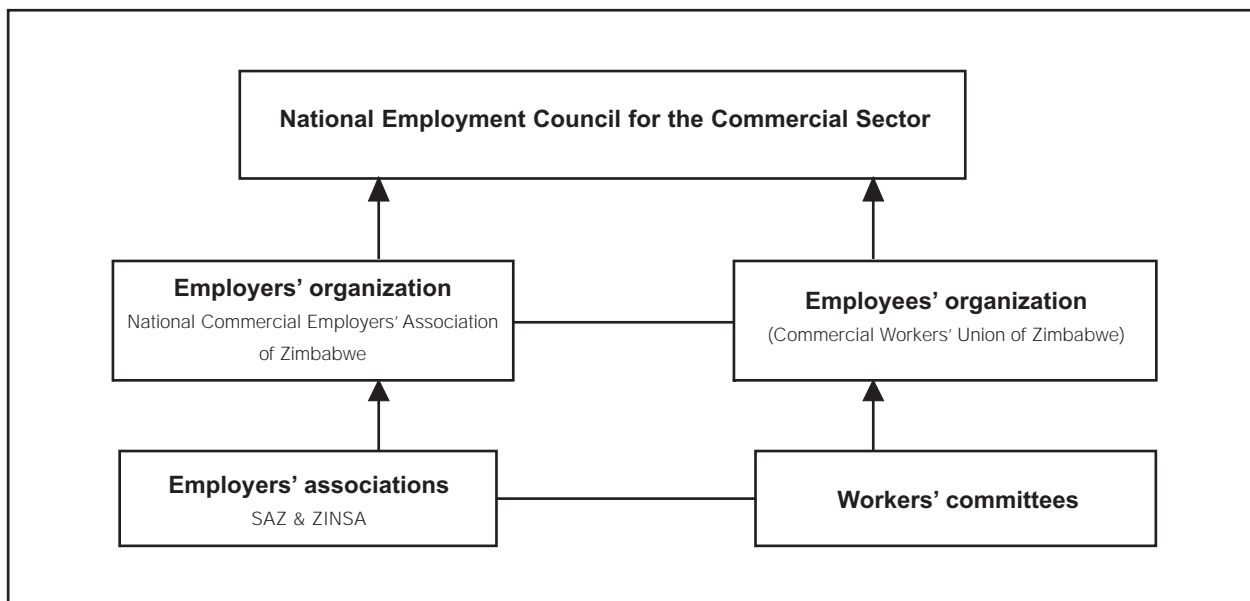 National Employment Council for the Commercial Sector
Employers’ organization
National Commercial Employers’ Association
of Zimbabwe
Employees’ organization
(Commercial Workers’ Union of Zimbabwe)
Employers’ associations
SAZ & ZINSA
Workers’ committees